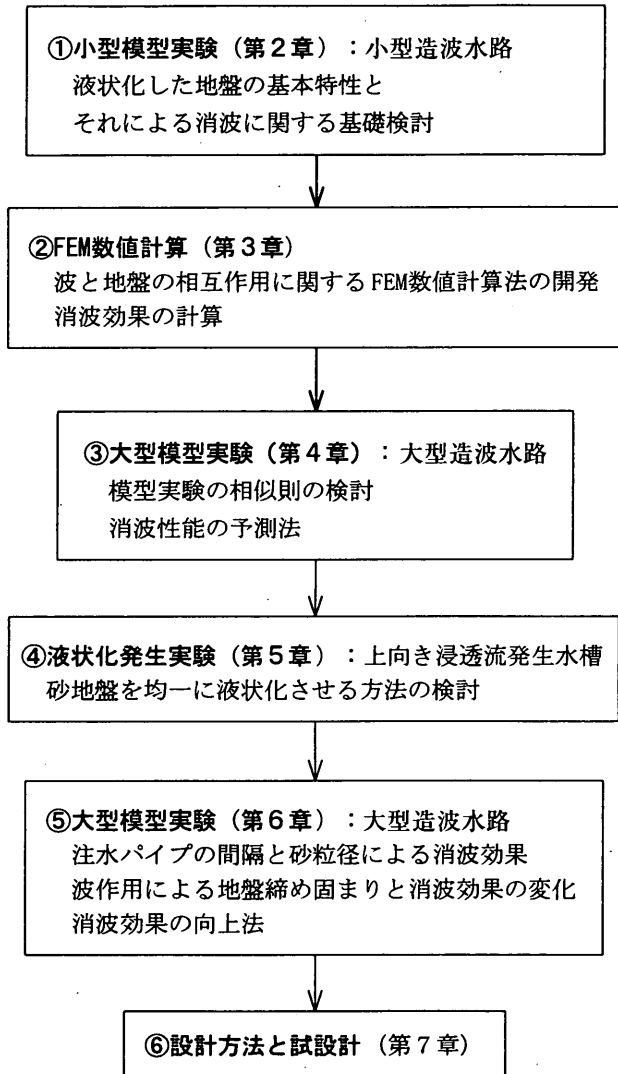 ①小型模型実験（第２章）：小型造波水路
液状化した地盤の基本特性と
それによる消波に関する基礎検討
②FEM数値計算（第３章）
波と地盤の相互作用に関するFEM数値計算法の開発
消波効果の計算
③大型模型実験（第４章）：大型造波水路
模型実験の相似則の検討
消波性能の予測法
④液状化発生実験（第５章）：上向き浸透流発生水槽
砂地盤を均一に液状化させる方法の検討
⑤大型模型実験（第６章）：大型造波水路
注水パイプの間隔と砂粒径による消波効果
波作用による地盤締め固まりと消波効果の変化
消波効果の向上法
⑥設計方法と試設計（第７章）